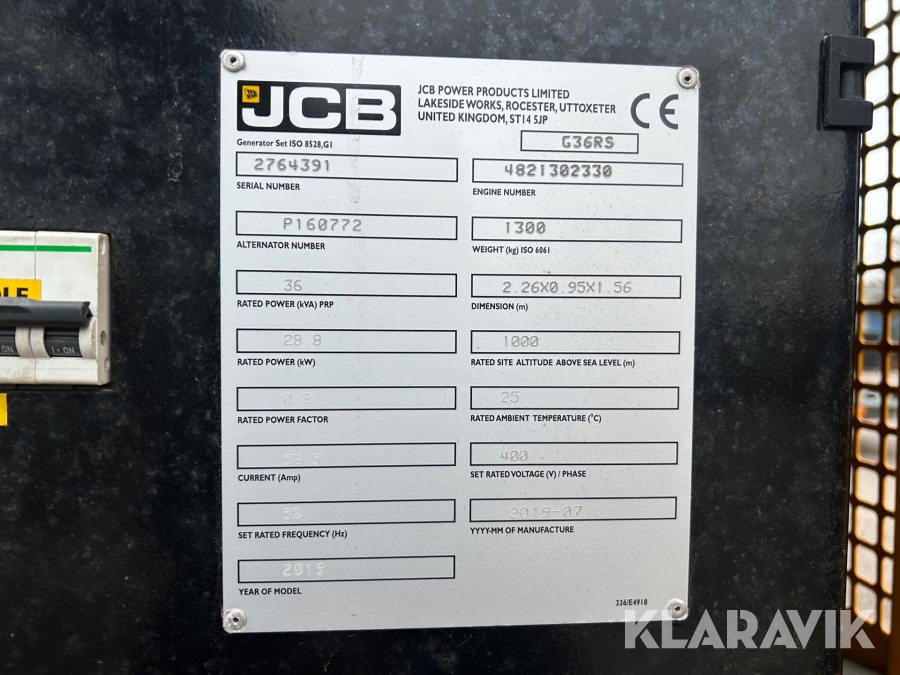 JCB
JCB POWER PRODUCTS LIMITED
LAKESIDE WORKS, ROCESTER, UTTOXETER
UNITED KINGDOM, ST14 5JP
CE
Generator Set ISO 8528,G1
G36RS
2764391
SERIAL NUMBER
4821302330
ENGINE NUMBER
P160772
ALTERNATOR NUMBER
1300
WEIGHT (kg) ISO 6061
36
RATED POWER (kVA) PRP
2.26X0.95X1.56
DIMENSION (m)
28.8
RATED POWER (kW)
1000
RATED SITE ALTITUDE ABOVE SEA LEVEL (m)
0.8
RATED POWER FACTOR
25
RATED AMBIENT TEMPERATURE (°C)
52.5
CURRENT (Amp)
400
SET RATED VOLTAGE (V) / PHASE
50
SET RATED FREQUENCY (Hz)
2019-07
YYYY-MM OF MANUFACTURE
2019
YEAR OF MODEL
336/E4918
I·ON
KLARAVIK